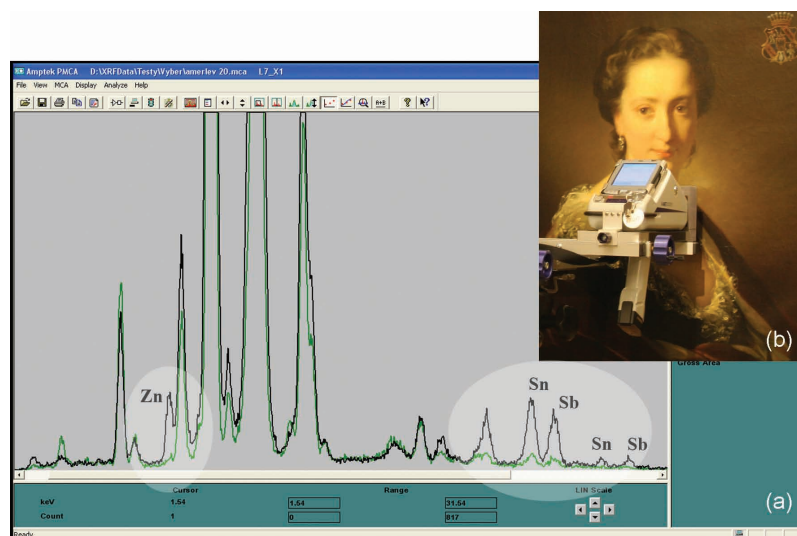 Amptek PMCA D:\XRFData\Testy\Vyber\amerlev 20.mca L7_X1
File View MCA Display Analyze Help
A+B
Zn
Sn
Sb
Sn
Sb
(b)
Gross Area
Cursor
Range
LIN Scale
keV 1.54 1.54 31.54
Count 1 0 817
(a)
Ready